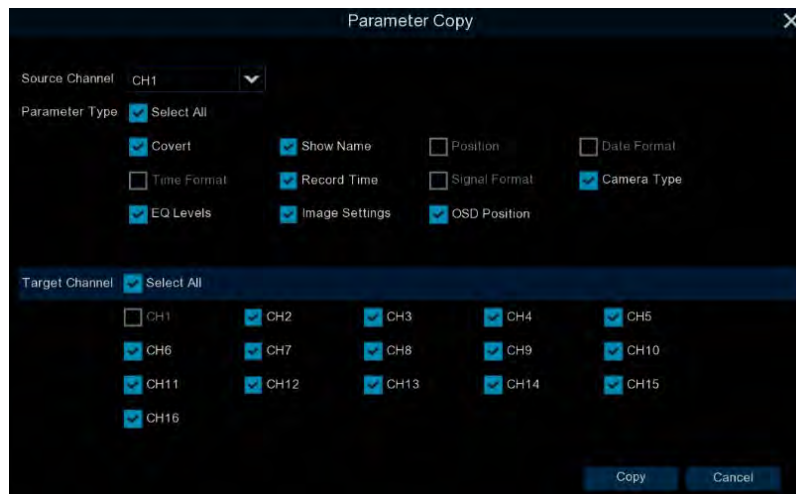 Parameter Copy
Source Channel CH1
Parameter Type Select All
Covert Show Name Position Date Format
Time Format Record Time Signal Format Camera Type
EQ Levels Image Settings OSD Position
Target Channel Select All
CH1 CH2 CH3 CH4 CH5
CH6 CH7 CH8 CH9 CH10
CH11 CH12 CH13 CH14 CH15
CH16
Copy Cancel